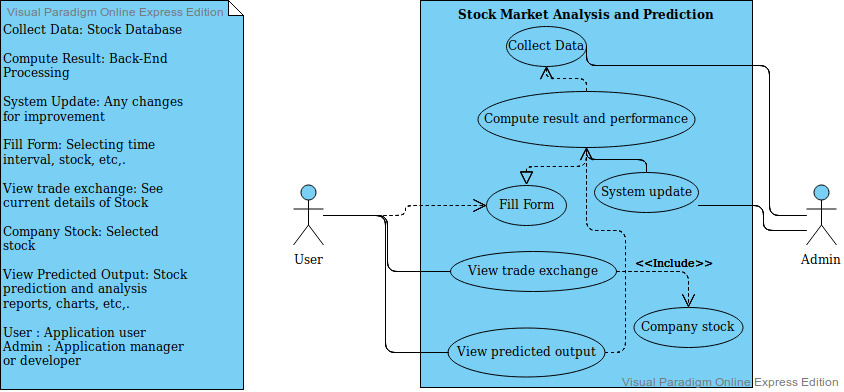 Visual Paradigm Online Express Edition
Collect Data: Stock Database
Compute Result: Back-End
Processing
System Update: Any changes
for improvement
Fill Form: Selecting time
interval, stock, etc,.
View trade exchange: See
current details of Stock
Company Stock: Selected
stock
View Predicted Output: Stock
prediction and analysis
reports, charts, etc,.
User : Application user
Admin : Application manager
or developer
Stock Market Analysis and Prediction
Collect Data
Compute result and performance
System update
Fill Form
User
Admin
View trade exchange
<<Include>>
Company stock
View predicted output
Visual Paradigm Online Express Edition